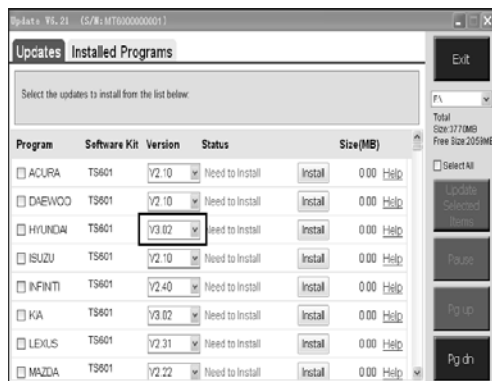 Update V6.21 (S/N:MT6000000001)
Updates Installed Programs
Exit
Select the updates to install from the list below:
F:\
Total
Size:3770MB
Free Size:2059MB
Program Software Kit Version Status Size(MB)
Select All
ACURA TS601 V2.10 Need to Install Install 0.00 Help
Update
Selected
Items
DAEWOO TS601 V2.10 Need to Install Install 0.00 Help
HYUNDAI TS601 V3.02 Need to Install Install 0.00 Help
ISUZU TS601 V2.10 Need to Install Install 0.00 Help
Pause
INFINTI TS601 V2.40 Need to Install Install 0.00 Help
Pg up
KIA TS601 V3.02 Need to Install Install 0.00 Help
LEXUS TS601 V2.31 Need to Install Install 0.00 Help
Pg dn
MAZDA TS601 V2.22 Need to Install Install 0.00 Help